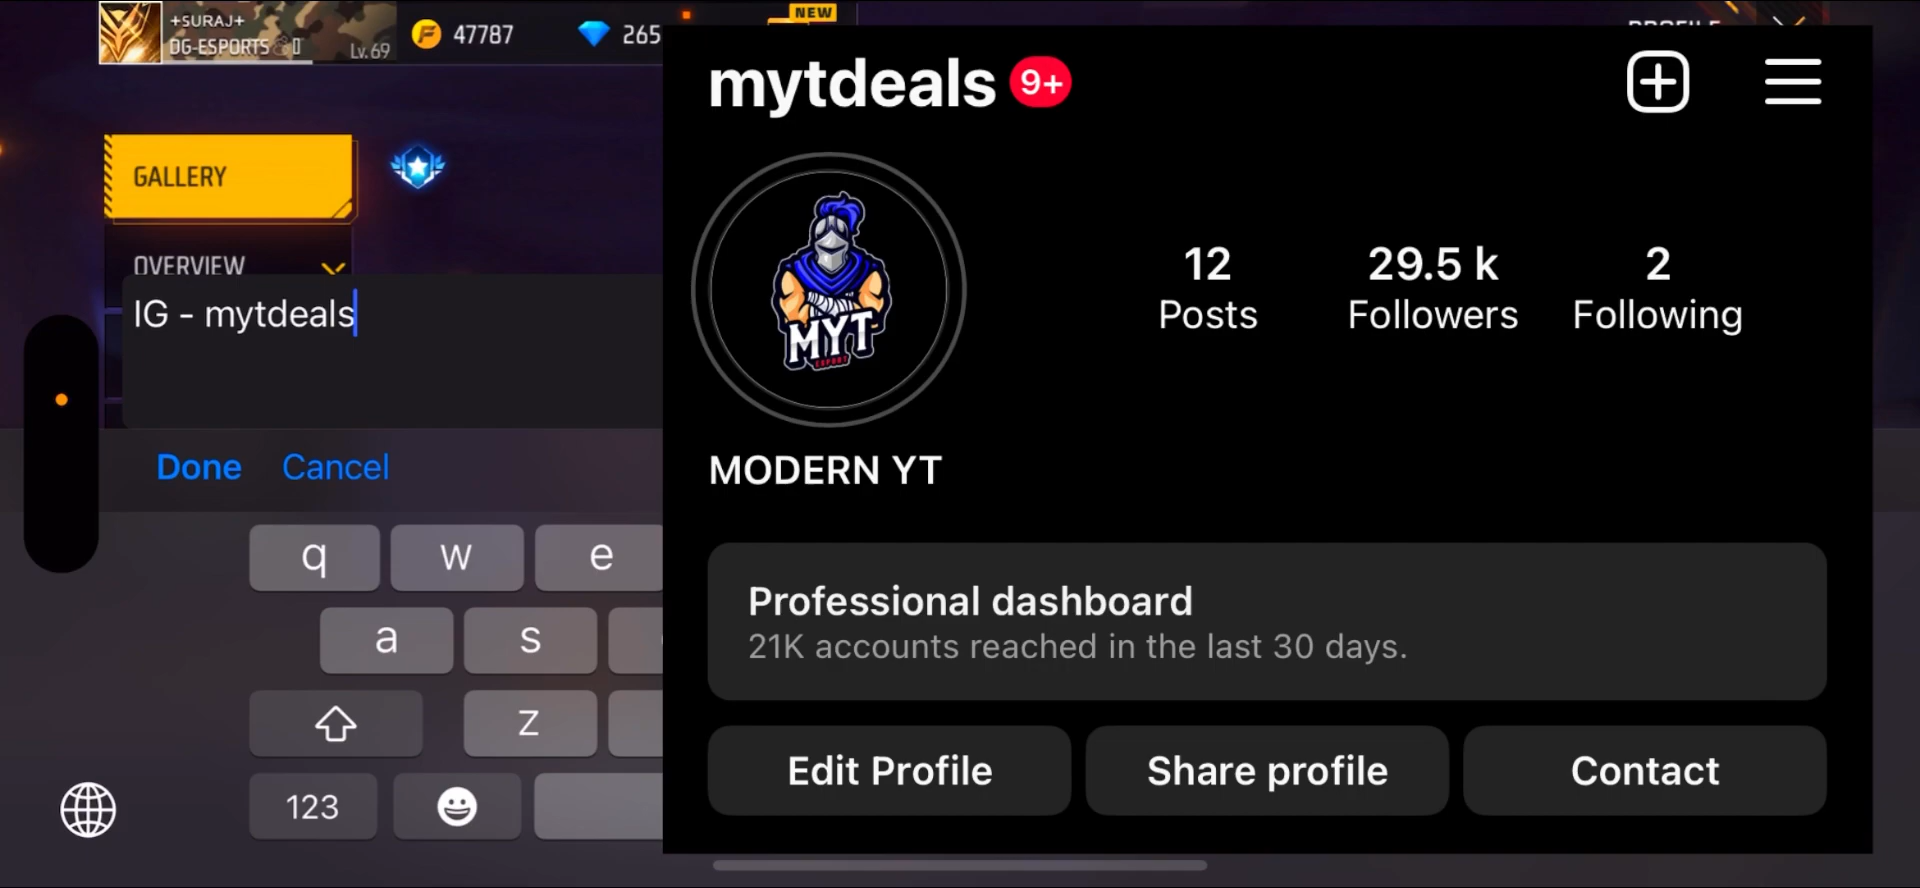 +SURAJ+
DG-ESPORTS
Lv.69
47787
265
NEW
PROFILE
GALLERY
OVERVIEW
IG - mytdeals
Done Cancel
q w e
a s
z
123
mytdeals 9+
MYT
ESPORT
12 29.5 k 2
Posts Followers Following
MODERN YT
Professional dashboard
21K accounts reached in the last 30 days.
Edit Profile Share profile Contact